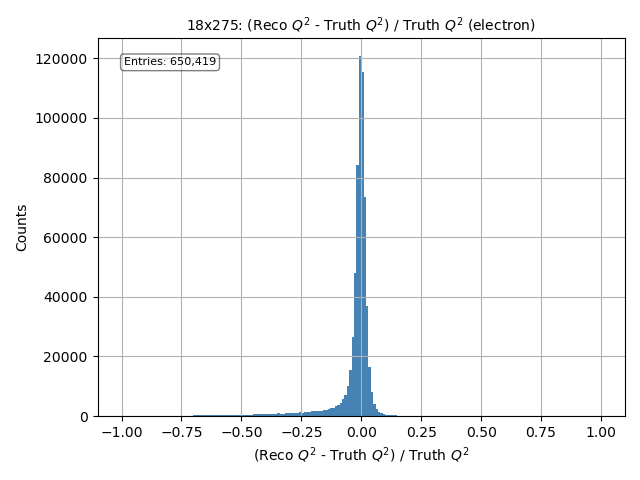 18x275: (Reco Q² - Truth Q²) / Truth Q² (electron)
Entries: 650,419
120000
100000
80000
60000
40000
20000
0
Counts
−1.00 −0.75 −0.50 −0.25 0.00 0.25 0.50 0.75 1.00
(Reco Q² - Truth Q²) / Truth Q²